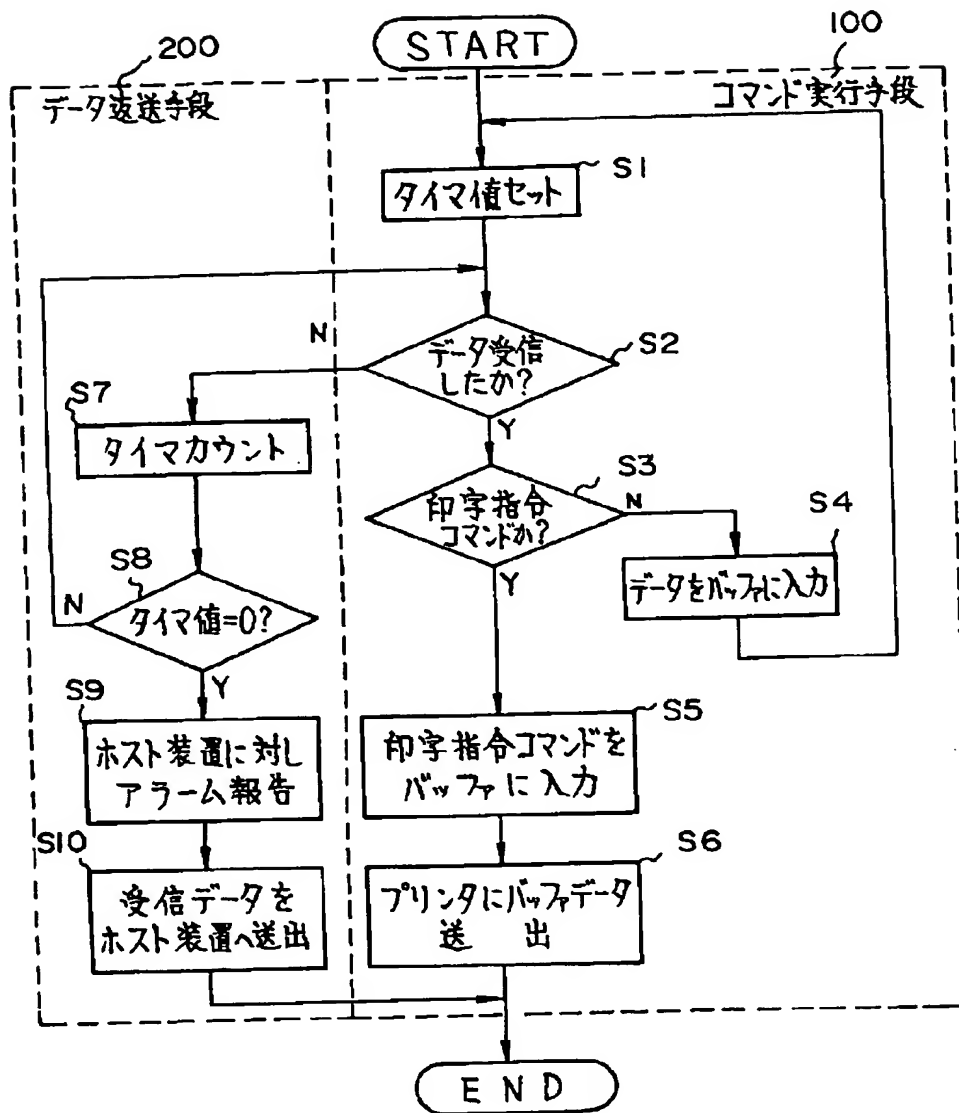 START
200
100
データ返送手段
コマンド実行手段
S1
タイマ値セット
N
データ受信
したか?
S2
Y
S7
タイマカウント
S3
印字指令
コマンドか?
N
Y
S4
データをバッファに入力
S8
N
タイマ値=0?
Y
S9
ホスト装置に対し
アラーム報告
S5
印字指令コマンドを
バッファに入力
S10
受信データを
ホスト装置へ送出
S6
プリンタにバッファデータ
送出
END